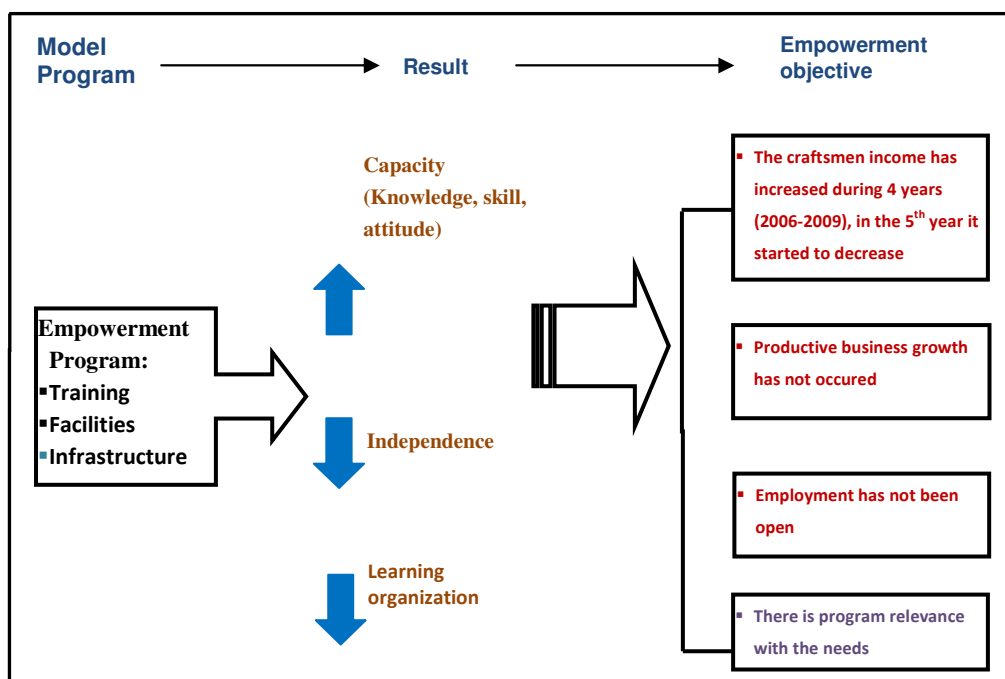 Model
Program
Result
Empowerment
objective
Capacity
(Knowledge, skill,
attitude)
Empowerment
Program:
▪Training
▪Facilities
▪Infrastructure
Independence
Learning
organization
▪ The craftsmen income has
increased during 4 years
(2006-2009), in the 5th year it
started to decrease
▪ Productive business growth
has not occured
▪ Employment has not been
open
▪ There is program relevance
with the needs